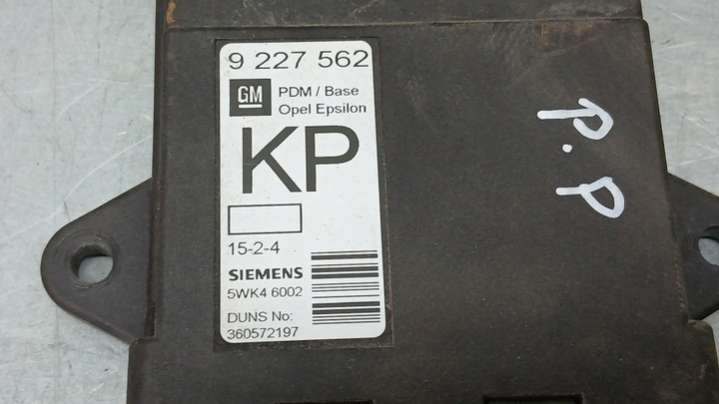 9 227 562
GM
PDM / Base
Opel Epsilon
KP
15-2-4
SIEMENS
5WK4 6002
DUNS No:
360572197
P.P